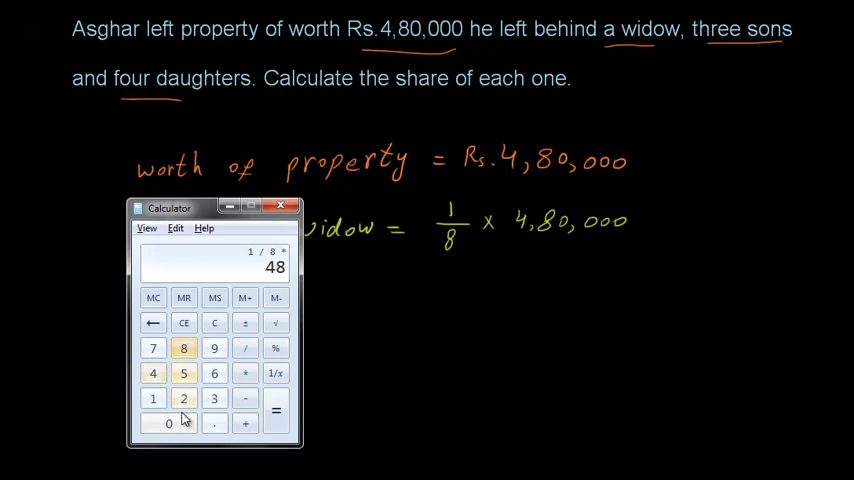 Asghar left property of worth Rs.4,80,000 he left behind a widow, three sons
and four daughters. Calculate the share of each one.
worth of property = Rs. 4,80,000
widow = 1/8 × 4,80,000
Calculator
View Edit Help
1 / 8 *
48
MC MR MS M+ M-
← CE C ± √
7 8 9 / %
4 5 6 * 1/x
1 2 3 - =
0 . +